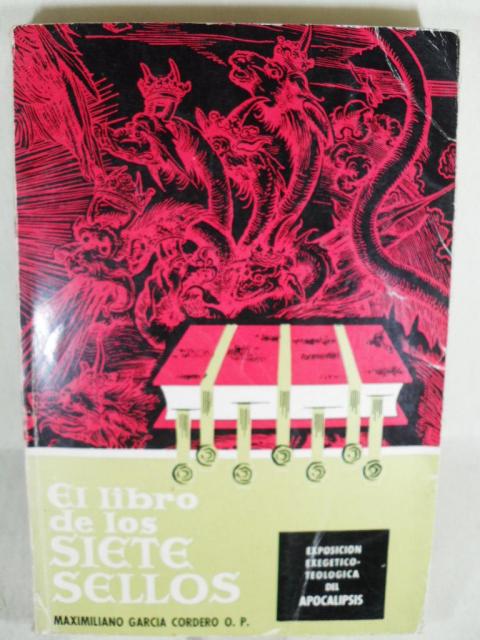 El libro
de los
SIETE
SELLOS
EXPOSICION
EXEGETICO-
TEOLOGICA
DEL
APOCALIPSIS
MAXIMILIANO GARCIA CORDERO O. P.